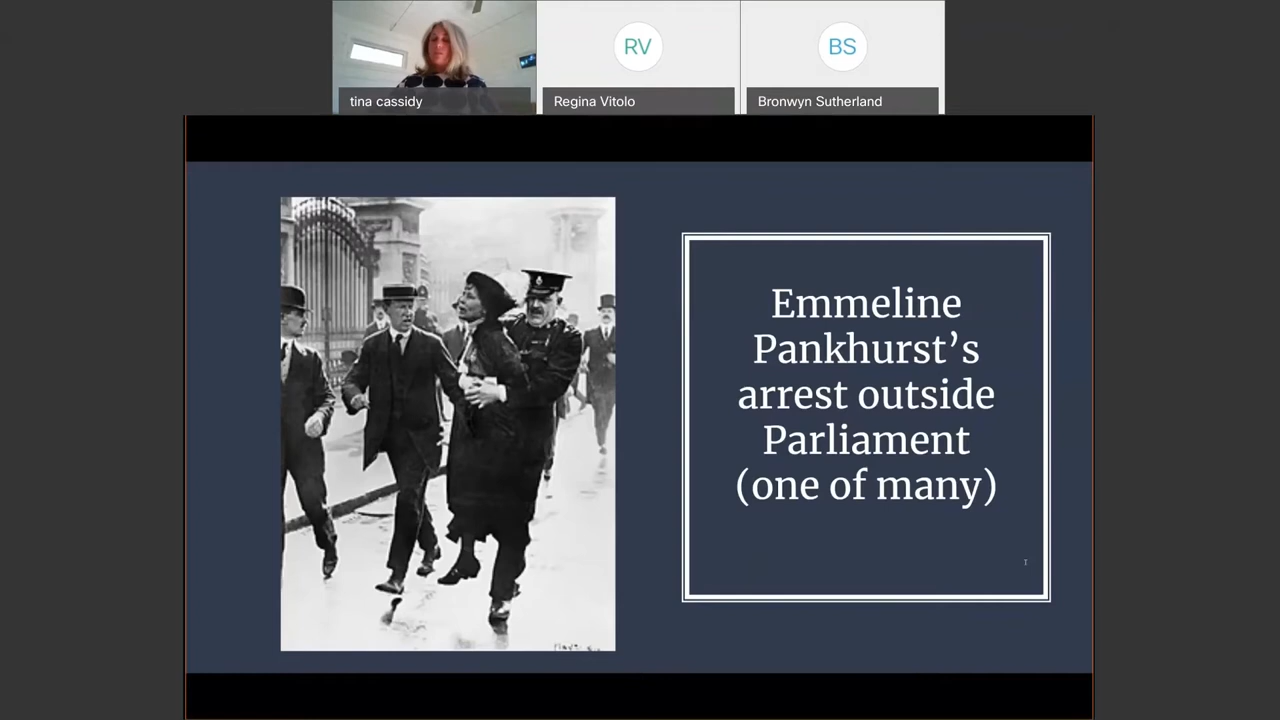 RV
BS
tina cassidy
Regina Vitolo
Bronwyn Sutherland
Emmeline
Pankhurst’s
arrest outside
Parliament
(one of many)